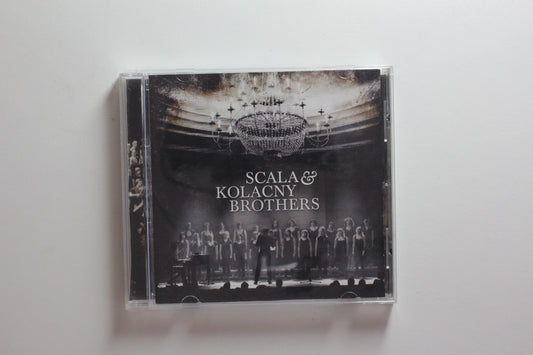 SCALA &
KOLACNY
BROTHERS